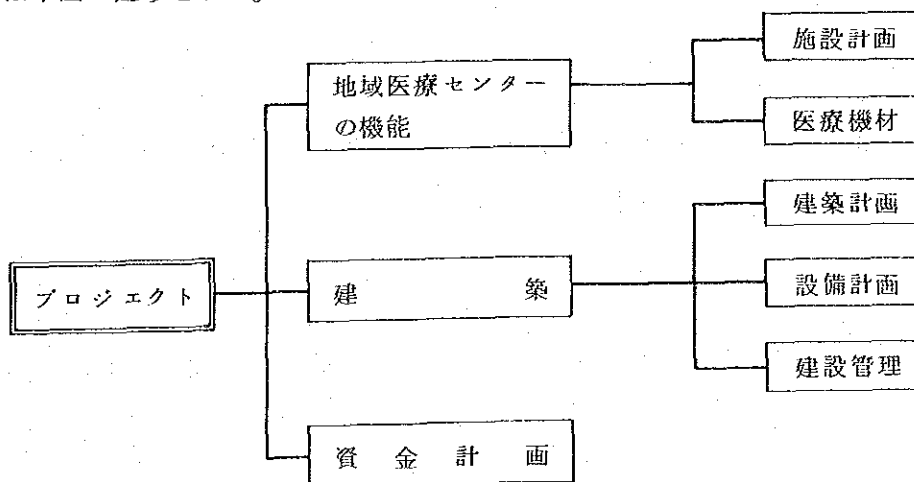 施設計画
地域医療センター
の機能
医療機材
建築計画
プロジェクト
建築
設備計画
建設管理
資金計画